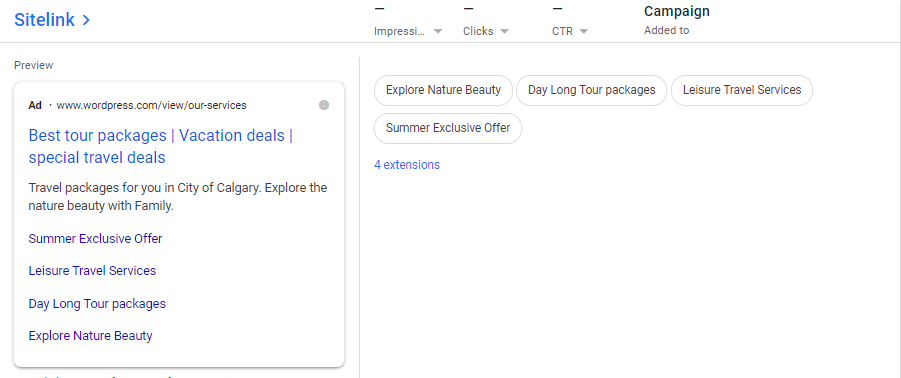 Sitelink
— — — Campaign
Impressi... Clicks CTR Added to
Preview
Ad · www.wordpress.com/view/our-services
Best tour packages | Vacation deals |
special travel deals
Travel packages for you in City of Calgary. Explore the
nature beauty with Family.
Summer Exclusive Offer
Leisure Travel Services
Day Long Tour packages
Explore Nature Beauty
Explore Nature Beauty Day Long Tour packages Leisure Travel Services
Summer Exclusive Offer
4 extensions